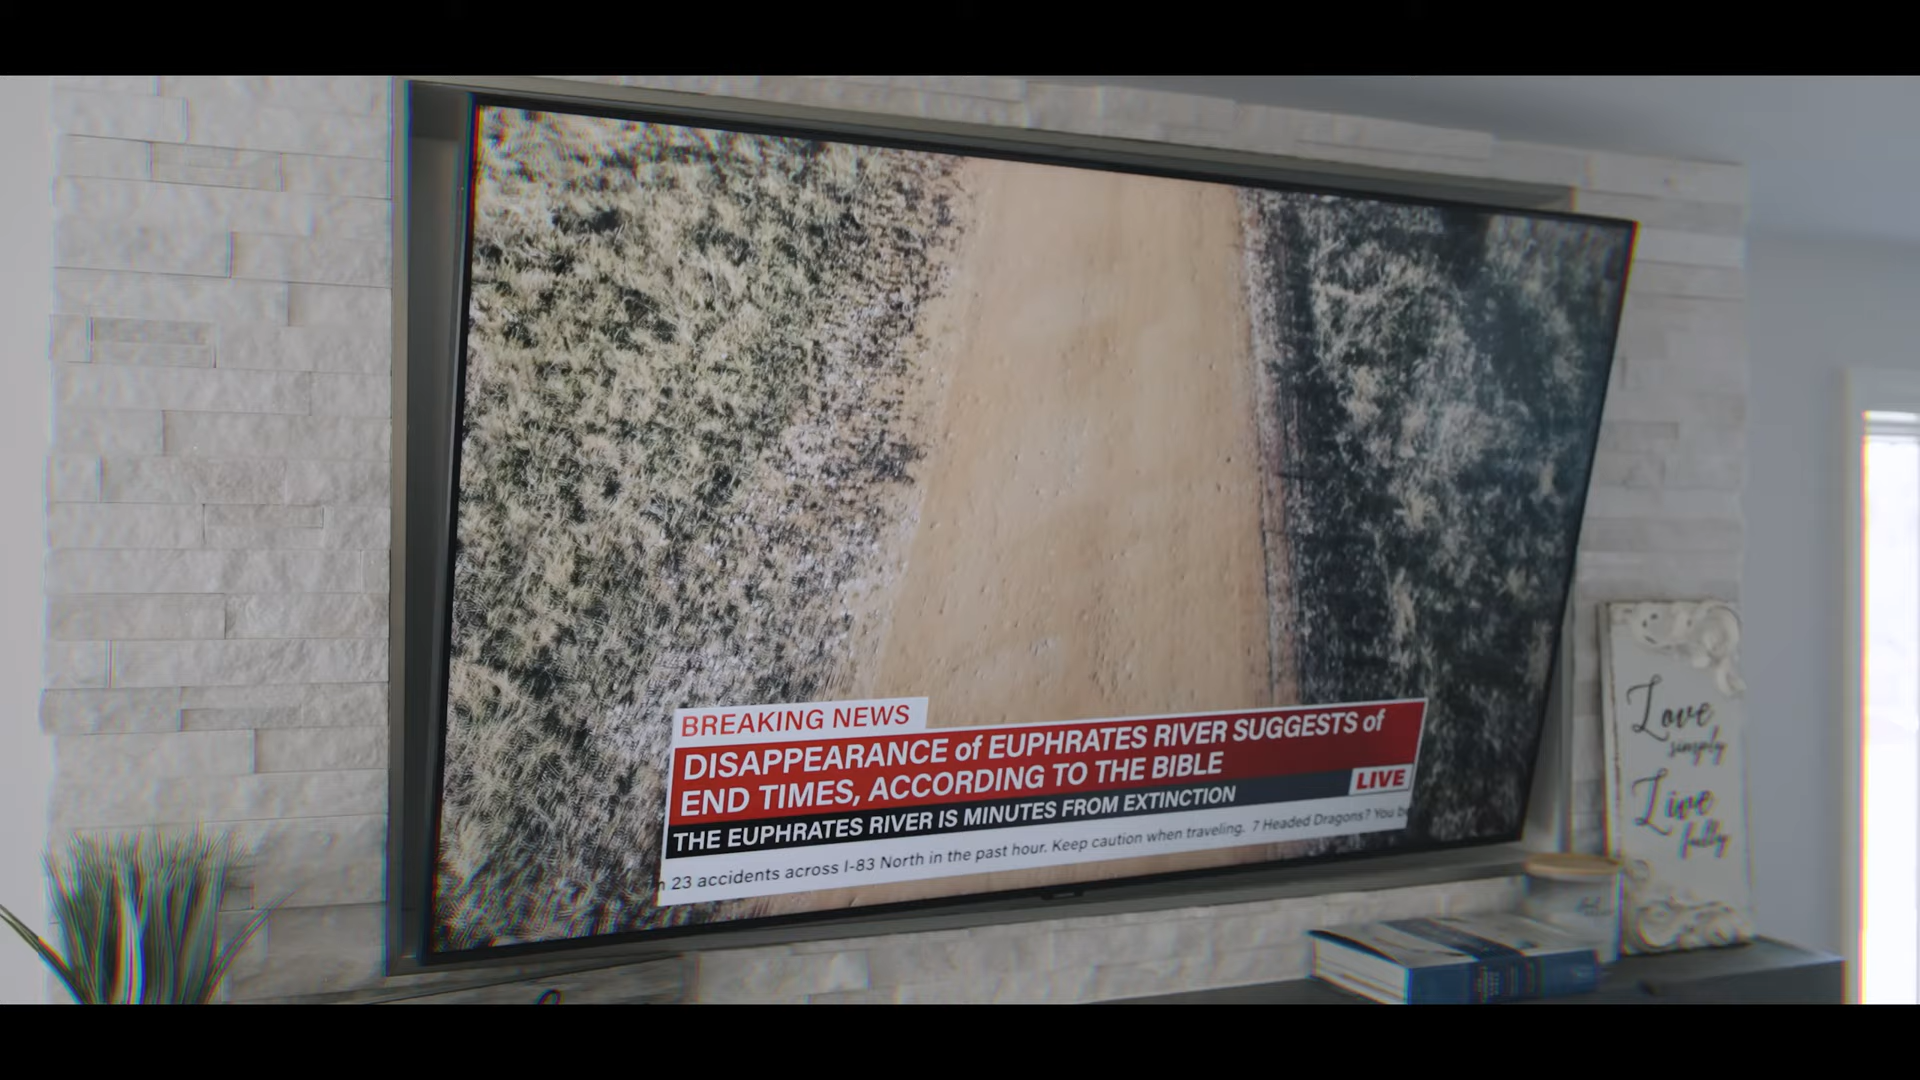 BREAKING NEWS
DISAPPEARANCE of EUPHRATES RIVER SUGGESTS of
END TIMES, ACCORDING TO THE BIBLE
LIVE
THE EUPHRATES RIVER IS MINUTES FROM EXTINCTION
23 accidents across I-83 North in the past hour. Keep caution when traveling. 7 Headed Dragons? You
Love
simply
Live
fully